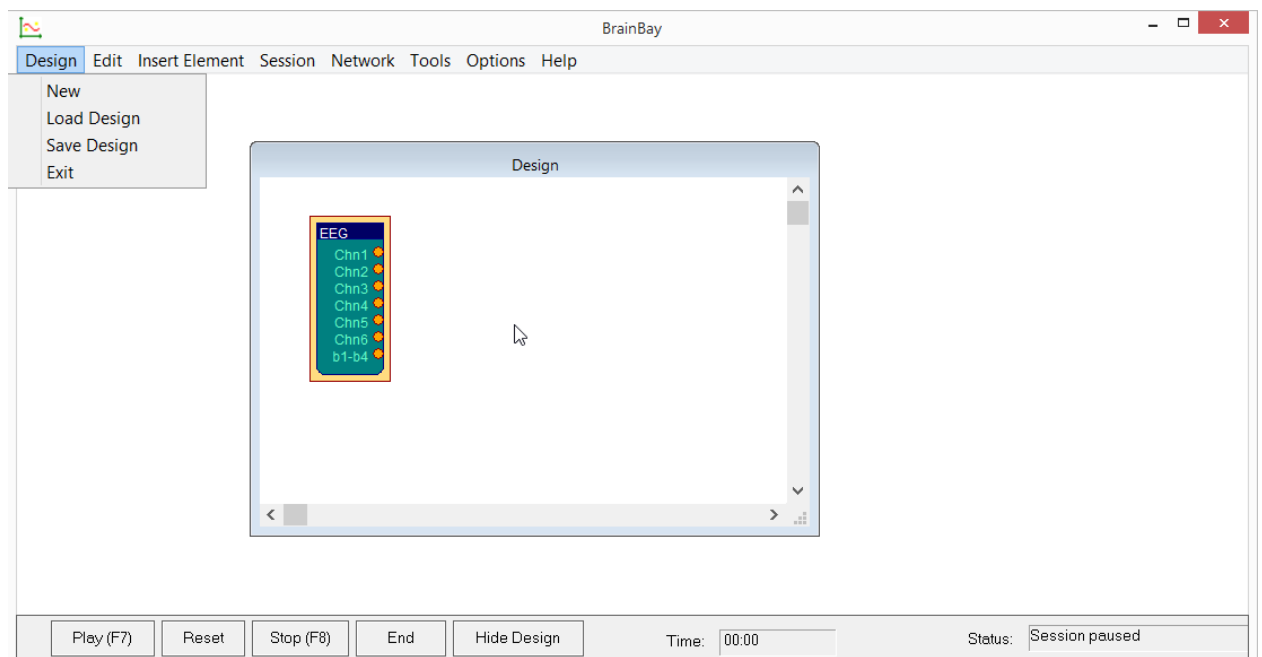 BrainBay
Design Edit Insert Element Session Network Tools Options Help
New
Load Design
Save Design
Exit
Design
EEG
Chn1
Chn2
Chn3
Chn4
Chn5
Chn6
b1-b4
Play (F7) Reset Stop (F8) End Hide Design Time: 00:00 Status: Session paused